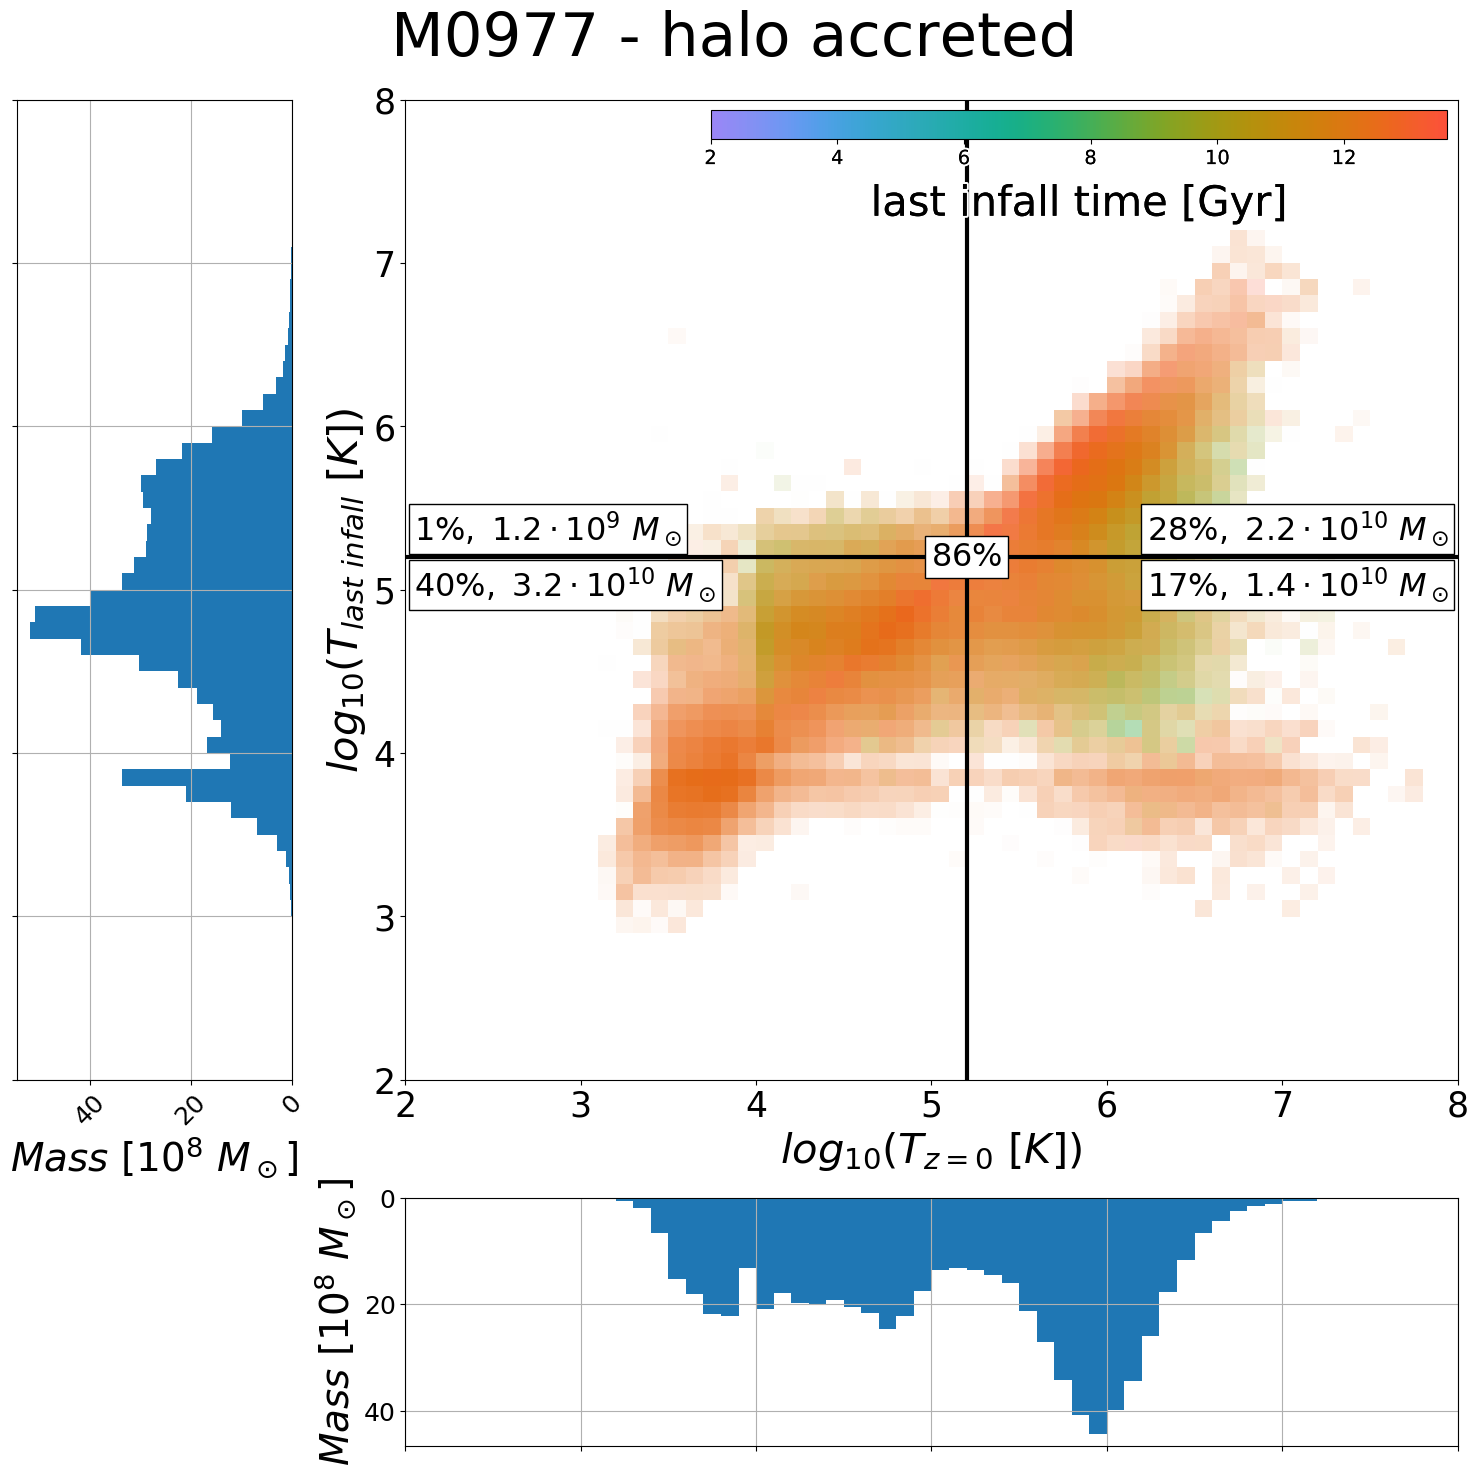 M0977 - halo accreted
8
7
6
5
4
3
2
2 4 6 8 10 12
last infall time [Gyr]
log₁₀(T_last infall [K])
1%, 1.2·10⁹ M⊙
28%, 2.2·10¹⁰ M⊙
86%
40%, 3.2·10¹⁰ M⊙
17%, 1.4·10¹⁰ M⊙
40 20 0
Mass [10⁸ M⊙]
2 3 4 5 6 7 8
log₁₀(T_z=0 [K])
0
20
40
Mass [10⁸ M⊙]